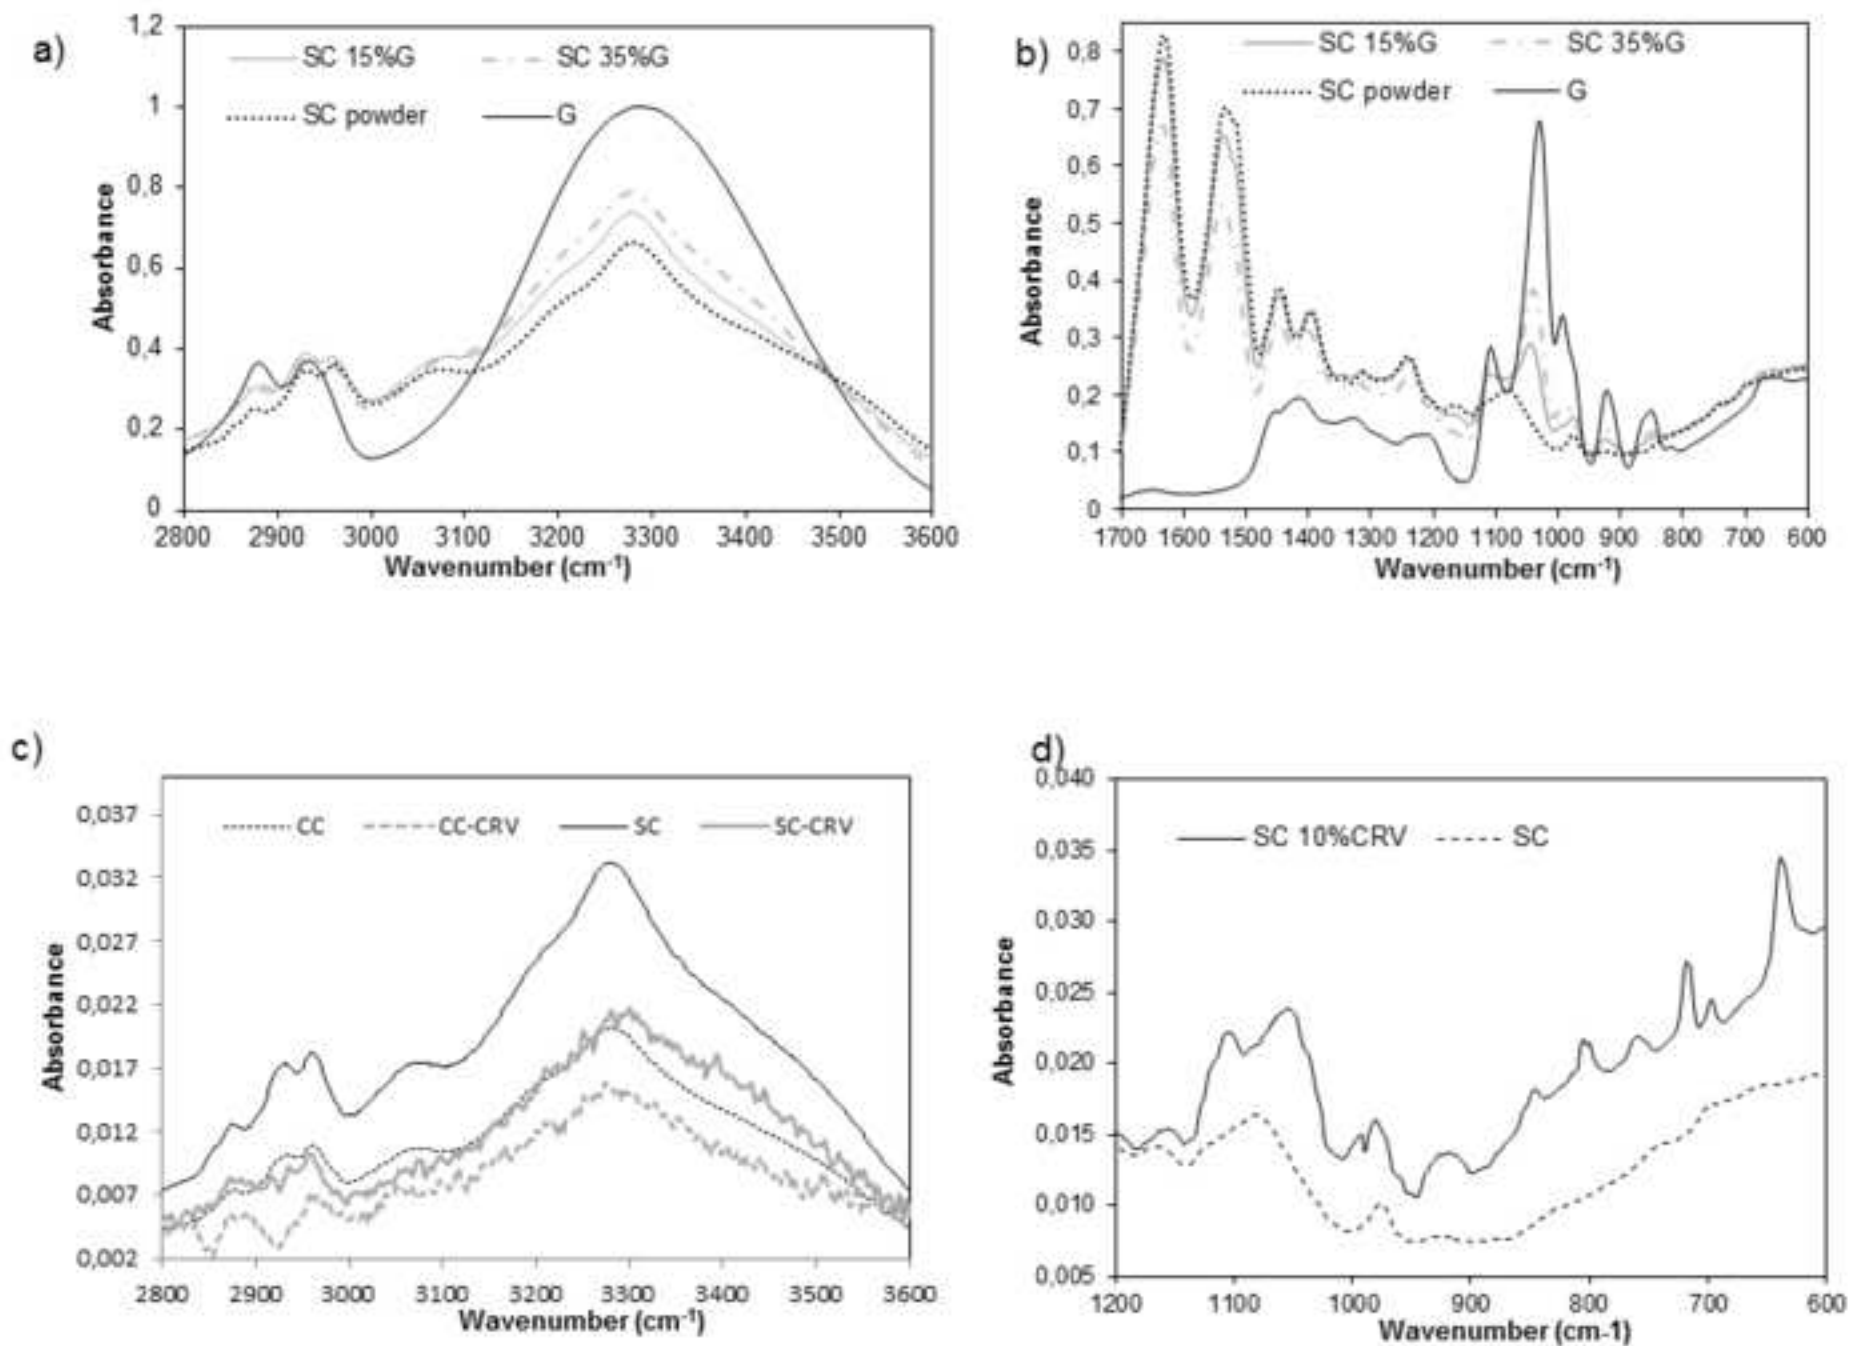 a)
SC 15%G SC 35%G
SC powder G
1,2
1
0,8
0,6
0,4
0,2
0
Absorbance
2800 2900 3000 3100 3200 3300 3400 3500 3600
Wavenumber (cm-1)
b)
SC 15%G SC 35%G
SC powder G
0,8
0,7
0,6
0,5
0,4
0,3
0,2
0,1
0
Absorbance
1700 1600 1500 1400 1300 1200 1100 1000 900 800 700 600
Wavenumber (cm-1)
c)
CC CC-CRV SC SC-CRV
0,037
0,032
0,027
0,022
0,017
0,012
0,007
0,002
Absorbance
2800 2900 3000 3100 3200 3300 3400 3500 3600
Wavenumber (cm-1)
d)
SC 10%CRV SC
0,040
0,035
0,030
0,025
0,020
0,015
0,010
0,005
Absorbance
1200 1100 1000 900 800 700 600
Wavenumber (cm-1)